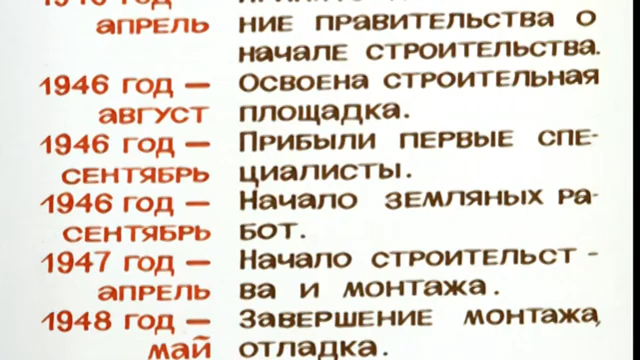 АПРЕЛЬ НИЕ ПРАВИТЕЛЬСТВА О
НАЧАЛЕ СТРОИТЕЛЬСТВА.
1946 ГОД — ОСВОЕНА СТРОИТЕЛЬНАЯ
АВГУСТ ПЛОЩАДКА.
1946 ГОД — ПРИБЫЛИ ПЕРВЫЕ СПЕ-
СЕНТЯБРЬ ЦИАЛИСТЫ.
1946 ГОД — НАЧАЛО ЗЕМЛЯНЫХ РА-
СЕНТЯБРЬ БОТ.
1947 ГОД — НАЧАЛО СТРОИТЕЛЬСТ -
АПРЕЛЬ ВА И МОНТАЖА.
1948 ГОД — ЗАВЕРШЕНИЕ МОНТАЖА,
МАЙ ОТЛАДКА.